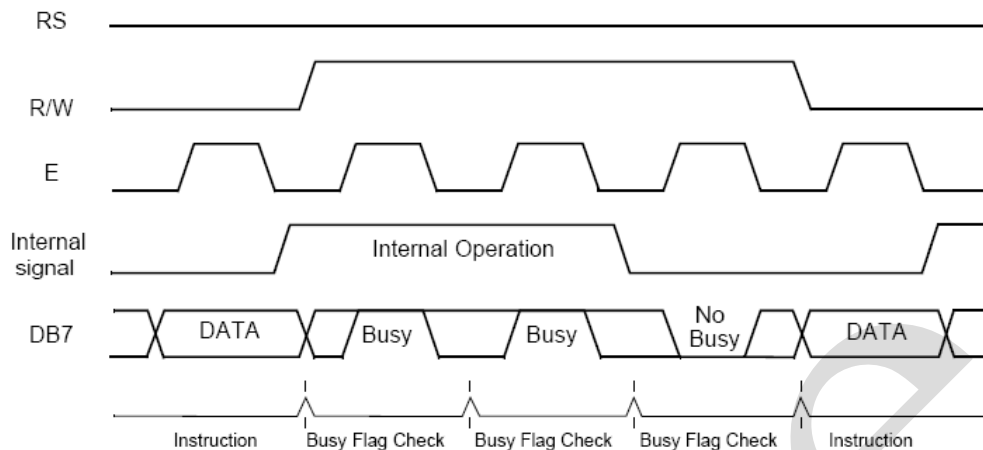 RS
R/W
E
Internal
signal
Internal Operation
DB7
DATA
Busy
Busy
No
Busy
DATA
Instruction
Busy Flag Check
Busy Flag Check
Busy Flag Check
Instruction